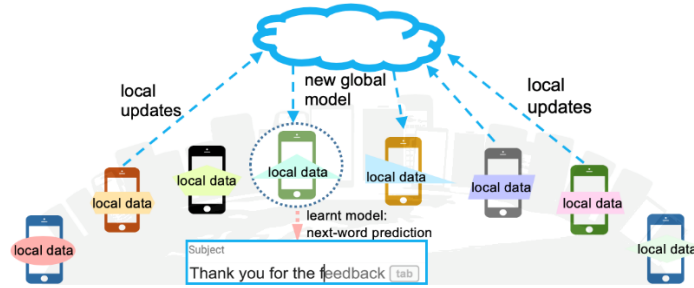 local
updates
new global
model
local
updates
local data
local data
local data
local data
local data
local data
local data
local data
learnt model:
next-word prediction
Subject
Thank you for the feedback tab